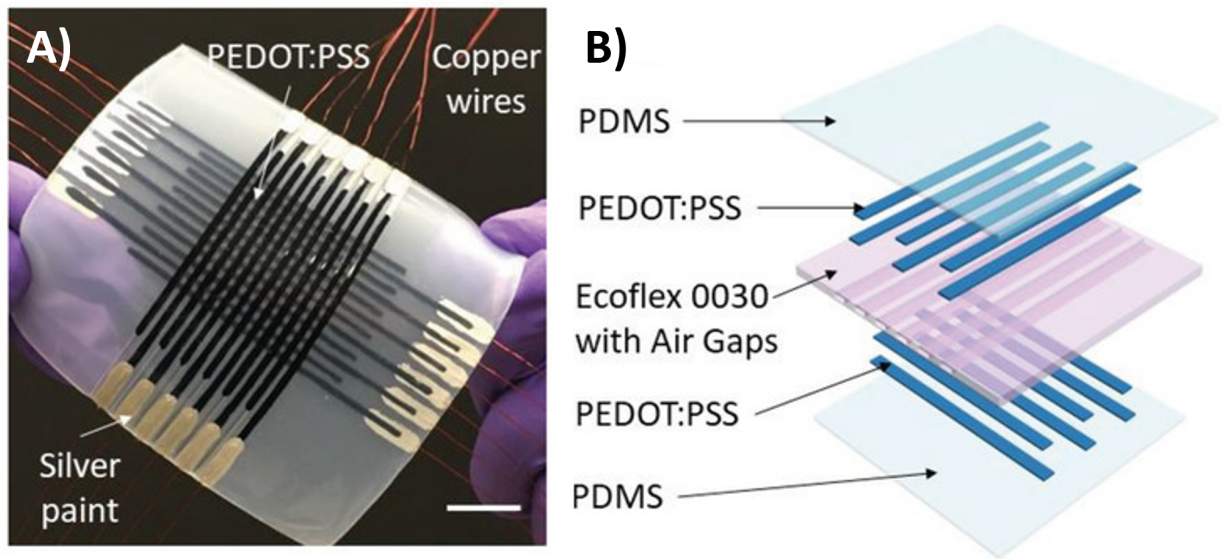 A)
PEDOT:PSS
Copper
wires
Silver
paint
B)
PDMS
PEDOT:PSS
Ecoflex 0030
with Air Gaps
PEDOT:PSS
PDMS